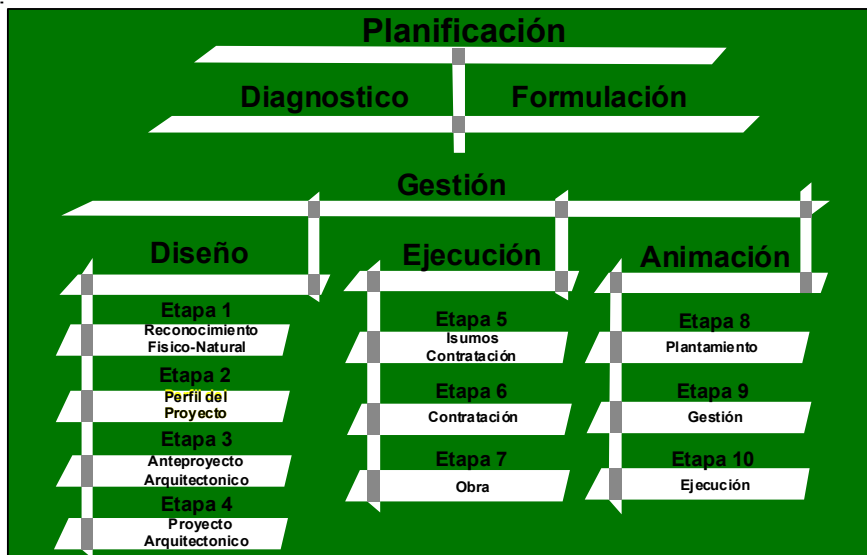 Planificación
Diagnostico
Formulación
Gestión
Diseño
Etapa 1
Reconocimiento
Fisico-Natural
Etapa 2
Perfil del
Proyecto
Etapa 3
Anteproyecto
Arquitectonico
Etapa 4
Proyecto
Arquitectonico
Ejecución
Etapa 5
Isumos
Contratación
Etapa 6
Contratación
Etapa 7
Obra
Animación
Etapa 8
Plantamiento
Etapa 9
Gestión
Etapa 10
Ejecución